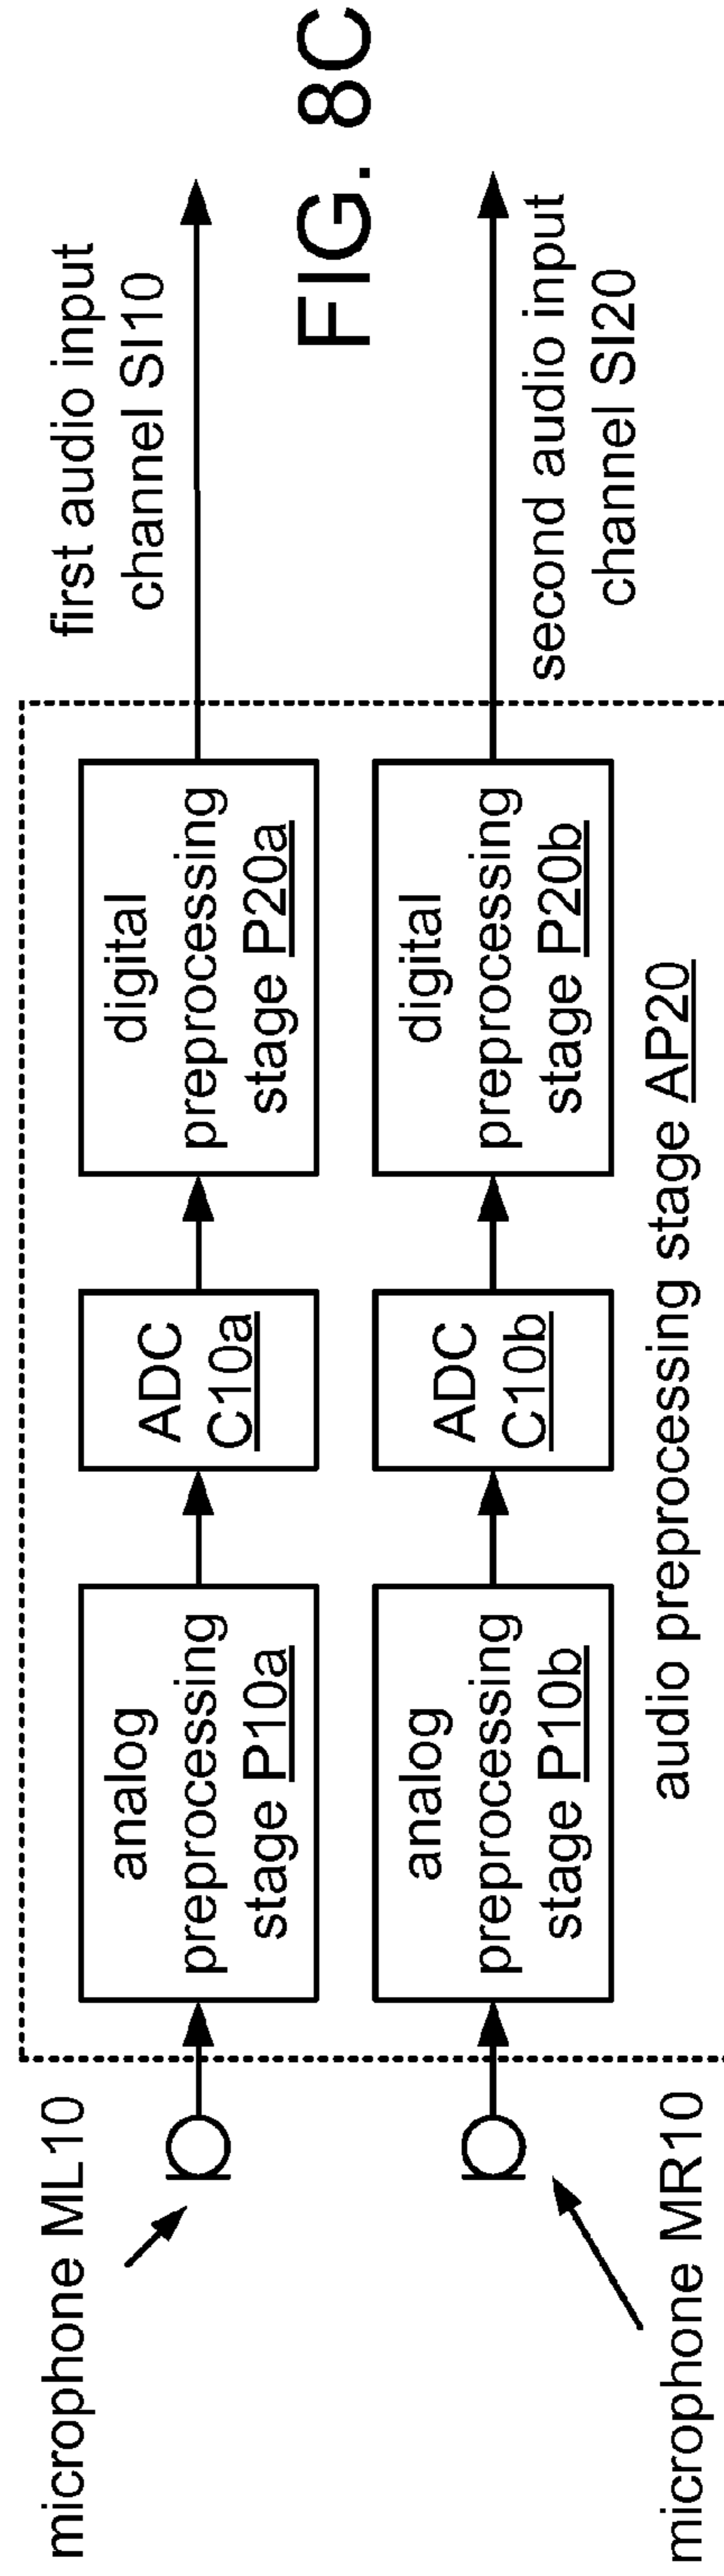 microphone ML10
analog
preprocessing
stage P10a
ADC
C10a
digital
preprocessing
stage P20a
first audio input
channel SI10
microphone MR10
analog
preprocessing
stage P10b
ADC
C10b
digital
preprocessing
stage P20b
second audio input
channel SI20
audio preprocessing stage AP20
FIG. 8C